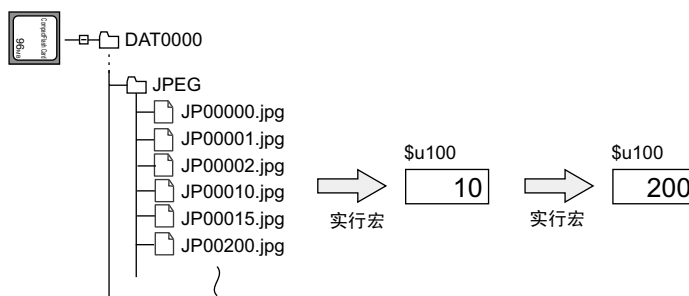 CompactFlash Card
96MB
DAT0000
JPEG
JP00000.jpg
JP00001.jpg
JP00002.jpg
JP00010.jpg
JP00015.jpg
JP00200.jpg
实行宏
$u100
10
实行宏
$u100
200